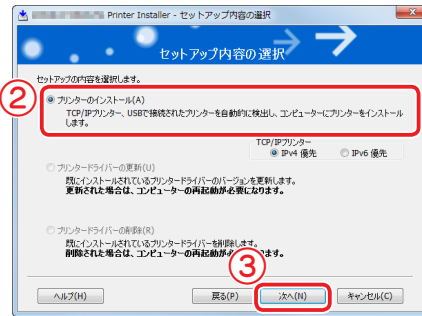 Printer Installer - セットアップ内容の選択
セットアップ内容の選択
セットアップの内容を選択します。
②
プリンターのインストール(A)
TCP/IPプリンター、USBで接続されたプリンターを自動的に検出し、コンピューターにプリンターをインストール
します。
TCP/IPプリンター
IPv4 優先
IPv6 優先
プリンタードライバーの更新(U)
既にインストールされているプリンタードライバーのバージョンを更新します。
更新された場合は、コンピューターの再起動が必要になります。
プリンタードライバーの削除(R)
既にインストールされているプリンタードライバーを削除します。
削除された場合は、コンピューターの再起動が必要になります。
③
ヘルプ(H)
戻る(P)
次へ(N)
キャンセル(C)